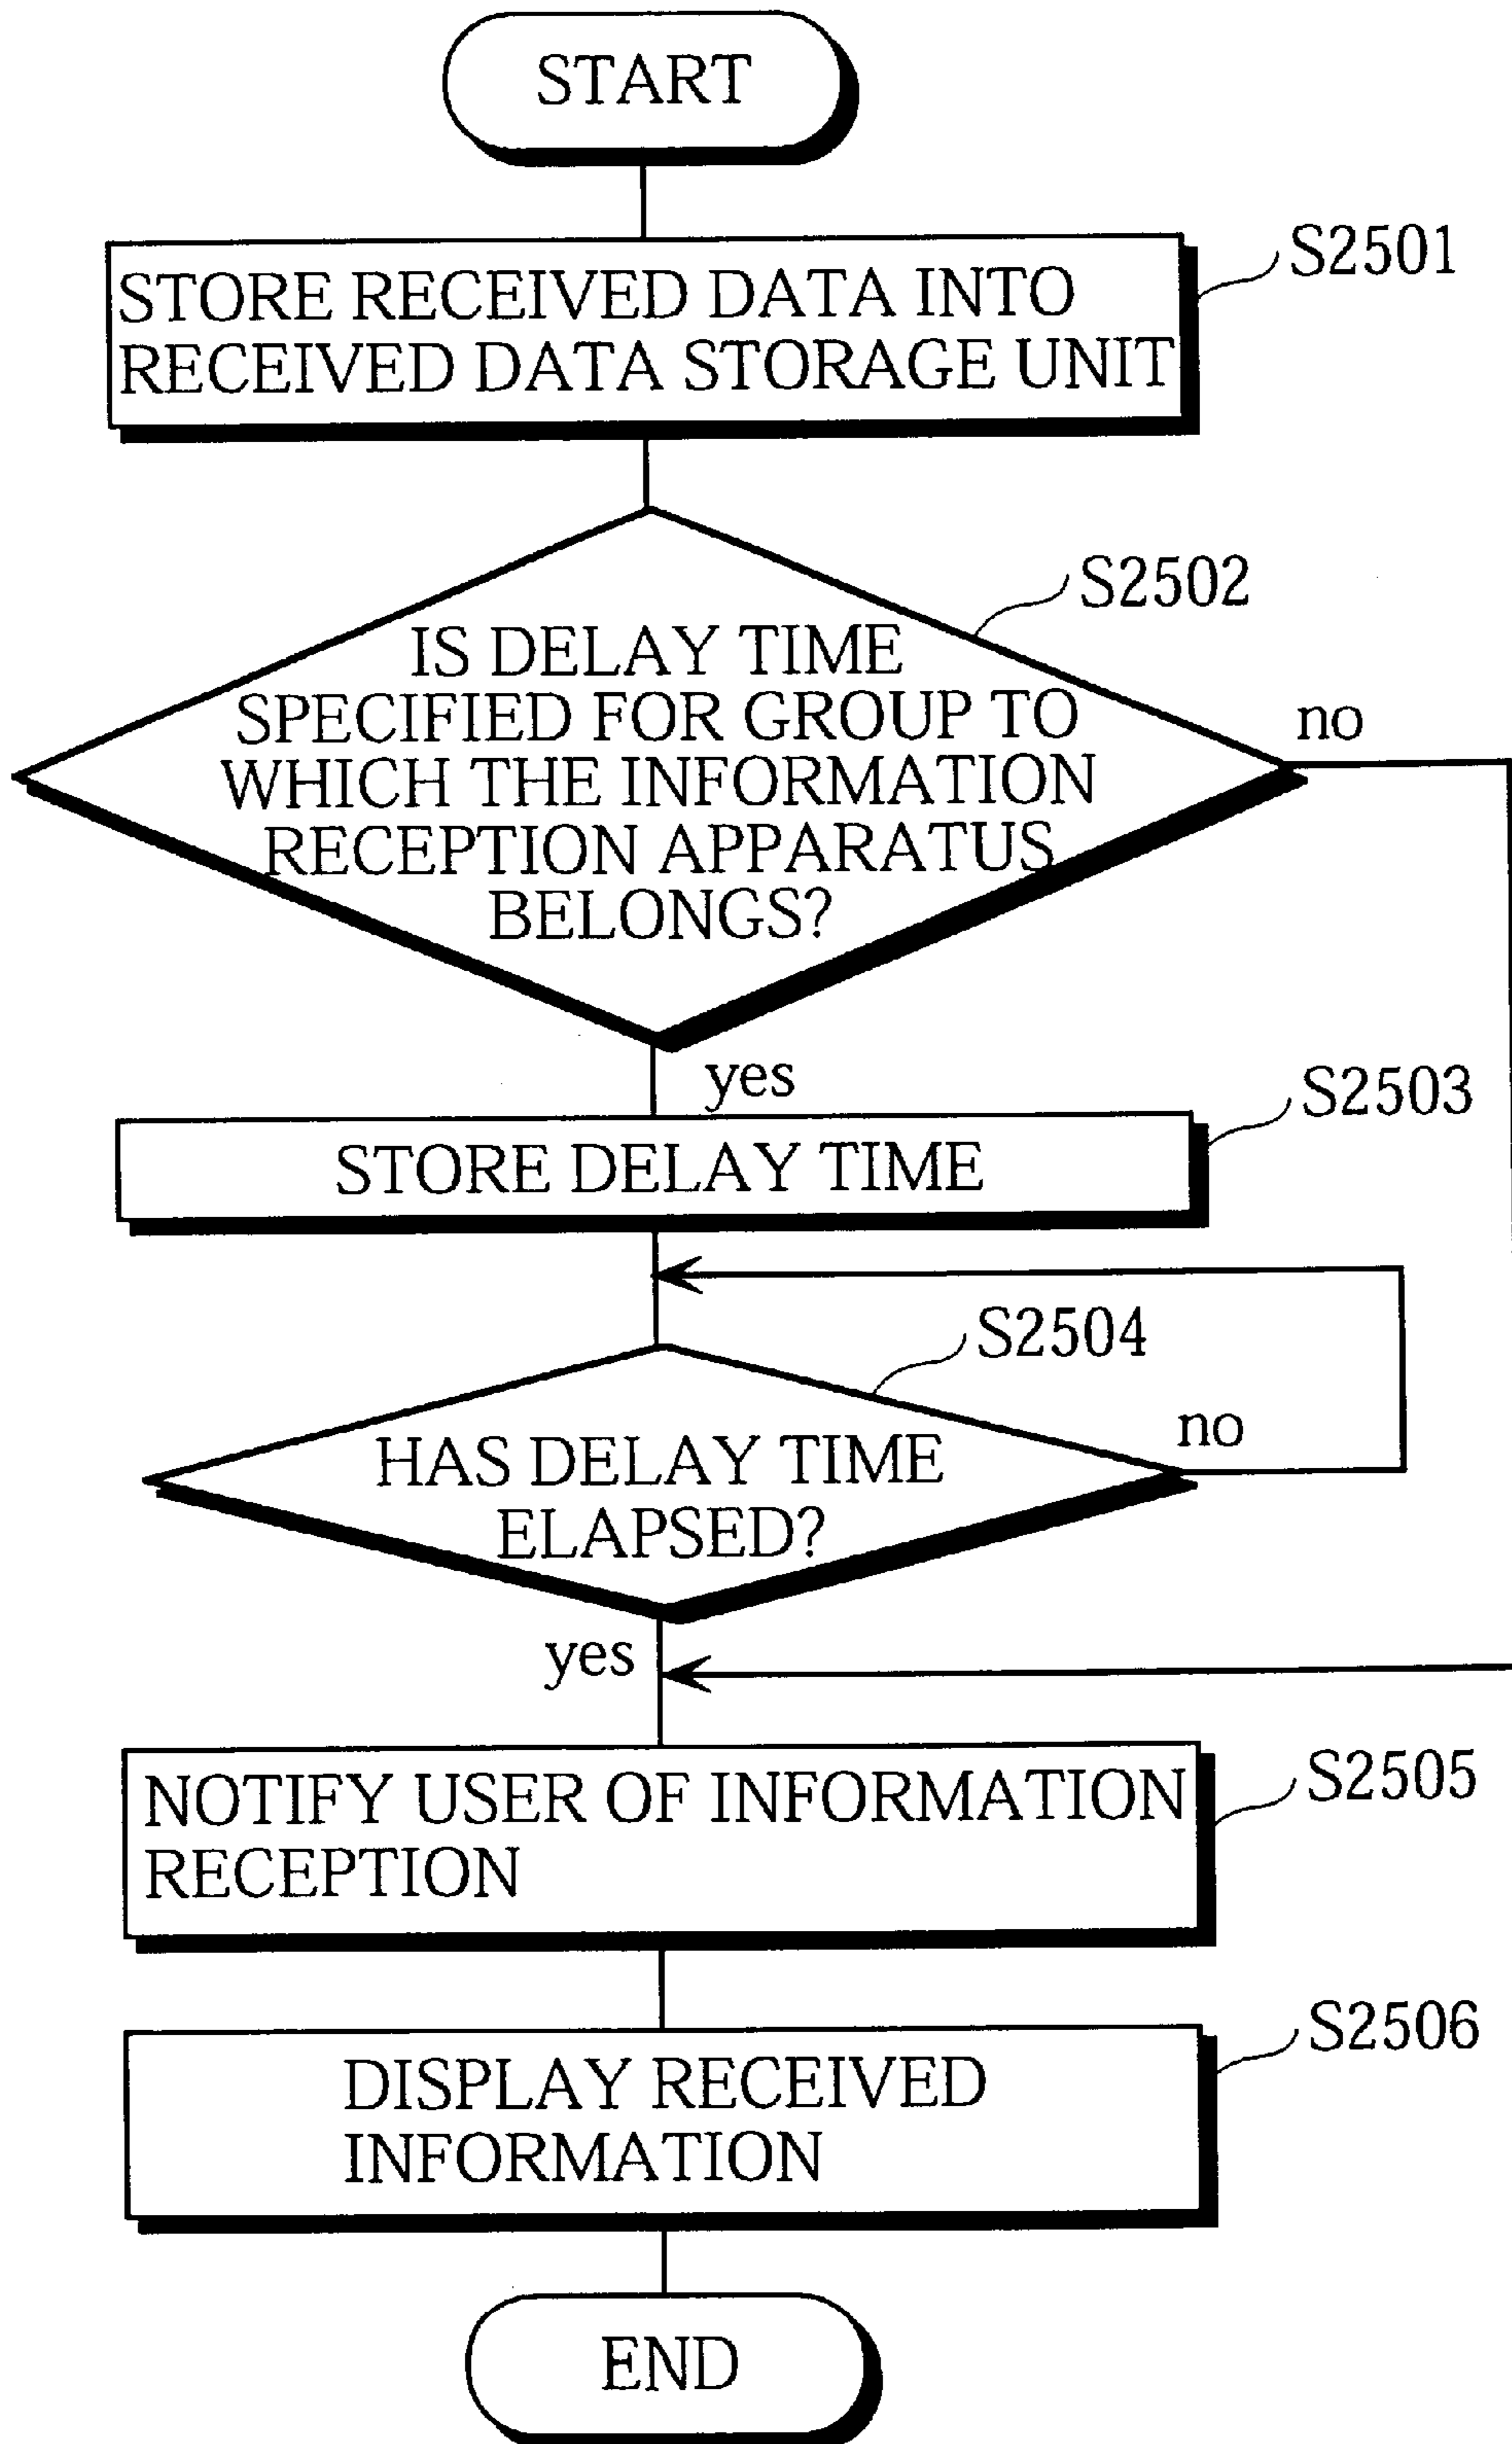 START
STORE RECEIVED DATA INTO
RECEIVED DATA STORAGE UNIT
S2501
S2502
IS DELAY TIME
SPECIFIED FOR GROUP TO
WHICH THE INFORMATION
RECEPTION APPARATUS
BELONGS?
no
yes
S2503
STORE DELAY TIME
S2504
HAS DELAY TIME
ELAPSED?
no
yes
NOTIFY USER OF INFORMATION
RECEPTION
S2505
S2506
DISPLAY RECEIVED
INFORMATION
END